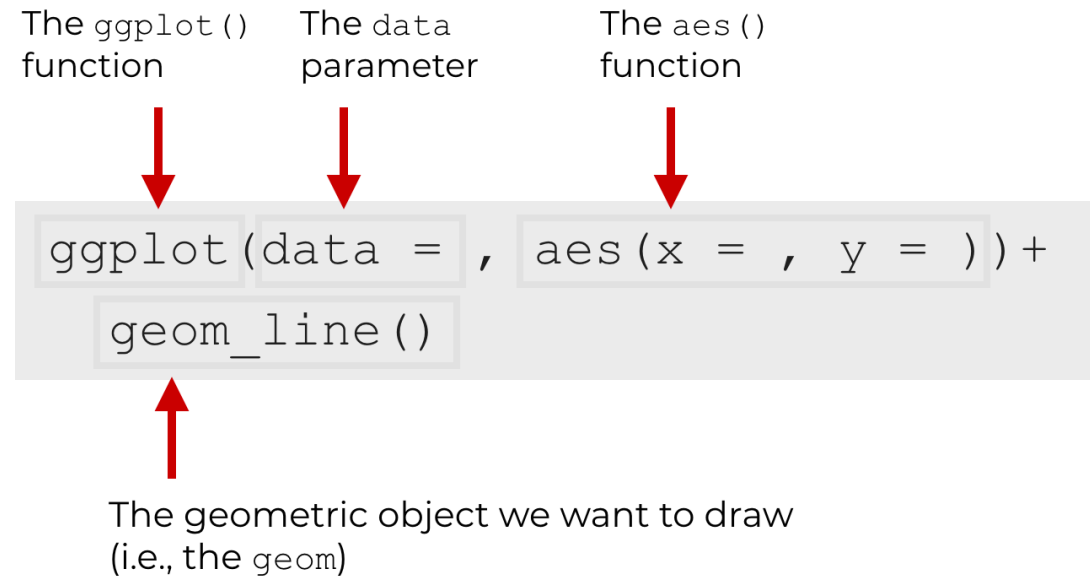 The ggplot()
function
The data
parameter
The aes()
function
ggplot(data = , aes(x = , y = ))+
geom_line()
The geometric object we want to draw
(i.e., the geom)